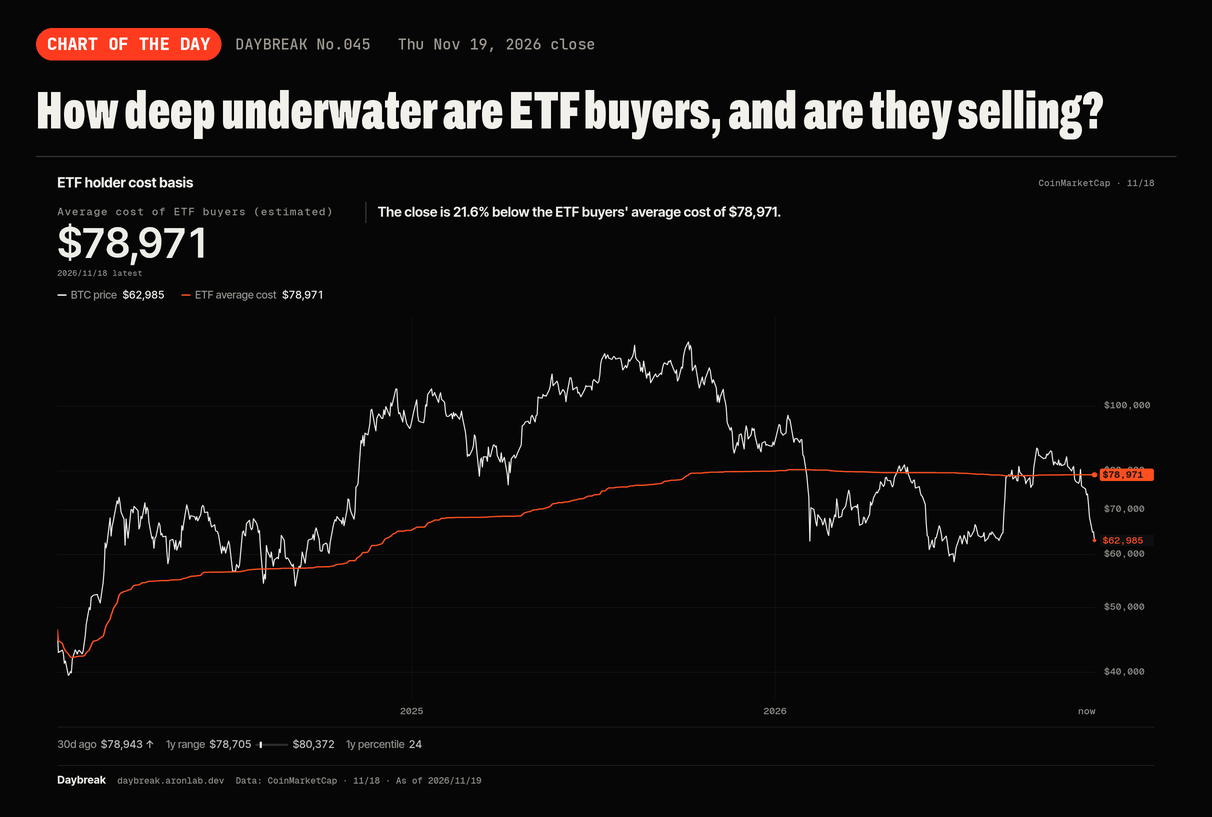 CHART OF THE DAY DAYBREAK No.045 Thu Nov 19, 2026 close
How deep underwater are ETF buyers, and are they selling?
ETF holder cost basis
CoinMarketCap · 11/18
Average cost of ETF buyers (estimated)
The close is 21.6% below the ETF buyers' average cost of $78,971.
$78,971
2026/11/18 latest
BTC price $62,985 ETF average cost $78,971
$100,000
$78,971
$70,000
$62,985
$60,000
$50,000
$40,000
2025 2026 now
30d ago $78,943 ↑ 1y range $78,705 $80,372 1y percentile 24
Daybreak daybreak.aronlab.dev Data: CoinMarketCap · 11/18 · As of 2026/11/19